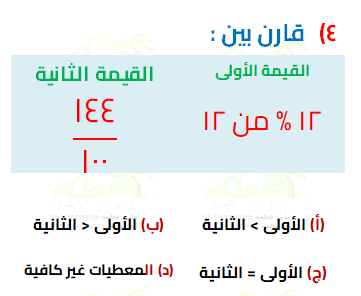 ٤) قارن بين :
القيمة الأولى
القيمة الثانية
١٢ % من ١٢
١٤٤
١٠٠
(أ) الأولى > الثانية
(ب) الأولى < الثانية
(ج) الأولى = الثانية
(د) المعطيات غير كافية